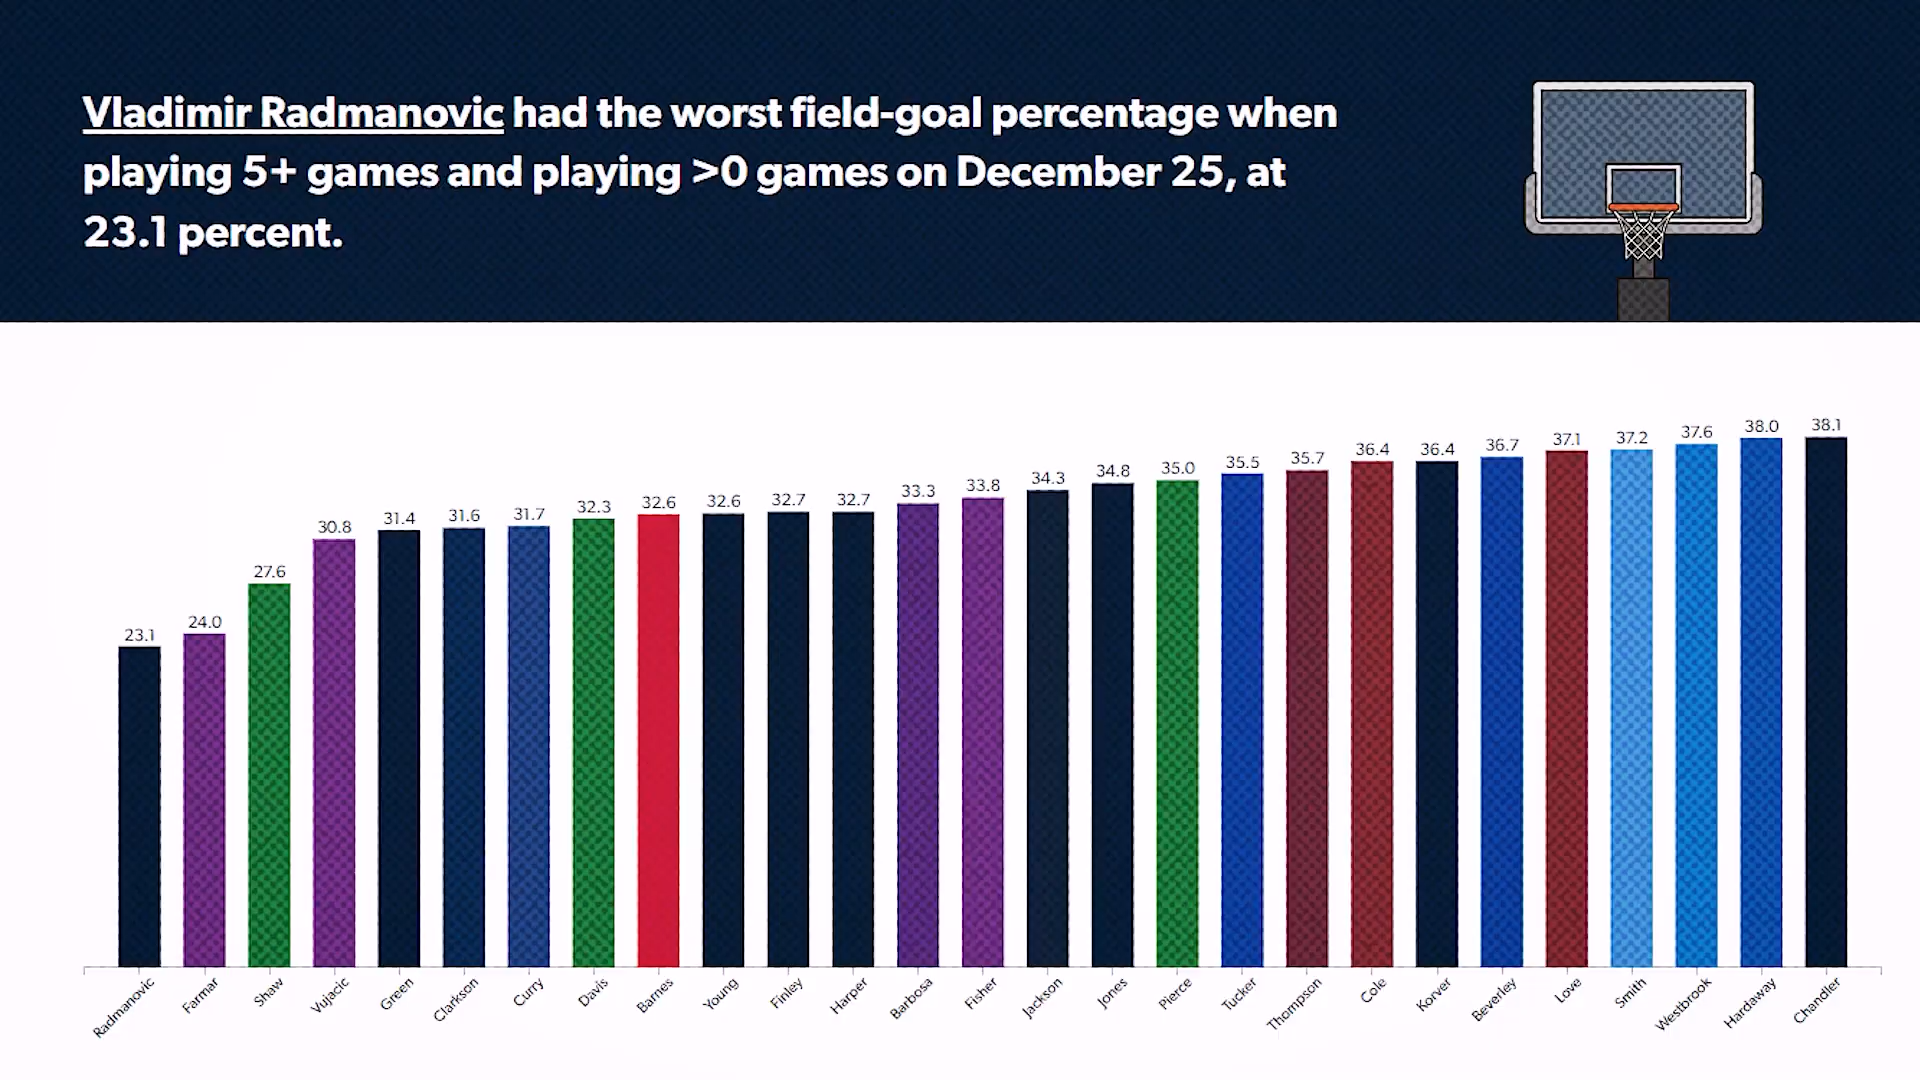 Vladimir Radmanovic had the worst field-goal percentage when
playing 5+ games and playing >0 games on December 25, at
23.1 percent.
23.1
24.0
27.6
30.8
31.4
31.6
31.7
32.3
32.6
32.6
32.7
32.7
33.3
33.8
34.3
34.8
35.0
35.5
35.7
36.4
36.4
36.7
37.1
37.2
37.6
38.0
38.1
Radmanovic
Farmar
Shaw
Vujacic
Green
Clarkson
Curry
Davis
Barnes
Young
Finley
Harper
Barbosa
Fisher
Jackson
Jones
Pierce
Tucker
Thompson
Cole
Korver
Beverley
Love
Smith
Westbrook
Hardaway
Chandler